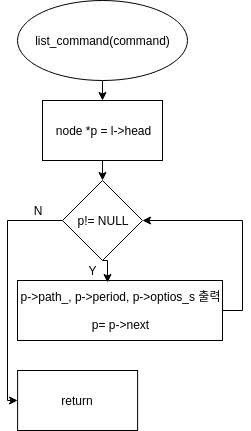 list_command(command)
node *p = l->head
N
p!= NULL
Y
p->path_, p->period, p->optios_s 출력
p= p->next
return